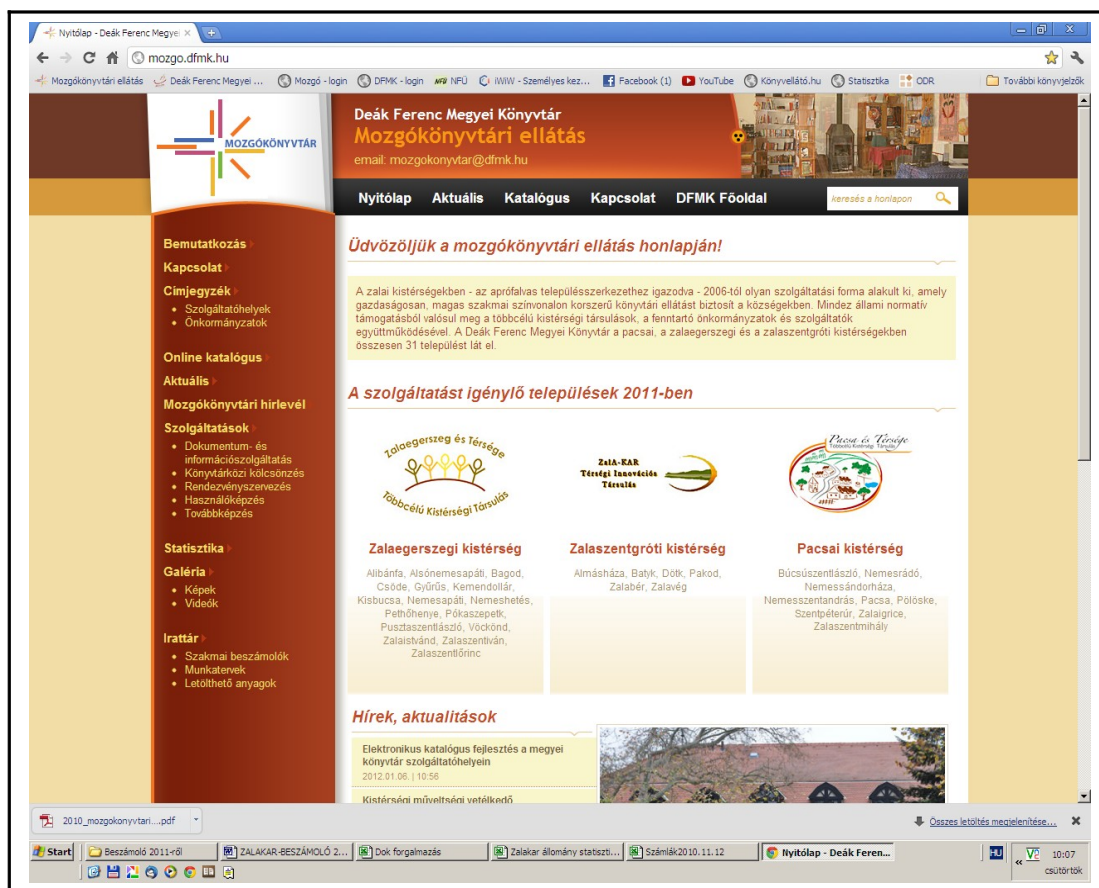 Nyitólap - Deák Ferenc Megye
mozgo.dfmk.hu
Mozgókönyvtári ellátás
Deák Ferenc Megyei ...
Mozgó - login
DFMK - login
NFÜ NFÜ
iWiW - Személyes kez...
Facebook (1)
YouTube
Könyvellátó.hu
Statisztika
ODR
További könyvjelzők
MOZGÓKÖNYVTÁR
Deák Ferenc Megyei Könyvtár
Mozgókönyvtári ellátás
email: mozgokonyvtar@dfmk.hu
Nyitólap Aktuális Katalógus Kapcsolat DFMK Főoldal
keresés a honlapon
Bemutatkozás
Kapcsolat
Címjegyzék
• Szolgáltatóhelyek
• Önkormányzatok
Online katalógus
Aktuális
Mozgókönyvtári hírlevél
Szolgáltatások
• Dokumentum- és
információszolgáltatás
• Könyvtárközi kölcsönzés
• Rendezvényszervezés
• Használóképzés
• Továbbképzés
Statisztika
Galéria
• Képek
• Videók
Irattár
• Szakmai beszámolók
• Munkatervek
• Letölthető anyagok
Üdvözöljük a mozgókönyvtári ellátás honlapján!
A zalai kistérségekben - az aprófalvas településszerkezethez igazodva - 2006-tól olyan szolgáltatási forma alakult ki, amely
gazdaságosan, magas szakmai színvonalon korszerű könyvtári ellátást biztosít a községekben. Mindez állami normatív
támogatásból valósul meg a többcélú kistérségi társulások, a fenntartó önkormányzatok és szolgáltatók
együttműködésével. A Deák Ferenc Megyei Könyvtár a pacsai, a zalaegerszegi és a zalaszentgróti kistérségekben
összesen 31 települést lát el.
A szolgáltatást igénylő települések 2011-ben
Zalaegerszeg és Térsége
Többcélú Kistérségi Társulás
ZalA-KAR
Térségi Innovációs
Társulás
Pacsa és Térsége
Többcélú Kistérségi Társulás
Zalaegerszegi kistérség
Alibánfa, Alsónemesapáti, Bagod,
Csöde, Gyűrűs, Kemendollár,
Kisbucsa, Nemesapáti, Nemeshetés,
Pethőhenye, Pókaszepetk,
Pusztaszentlászló, Vöckönd,
Zalaistvánd, Zalaszentiván,
Zalaszentlőrinc
Zalaszentgróti kistérség
Almásháza, Batyk, Dötk, Pakod,
Zalabér, Zalavég
Pacsai kistérség
Búcsúszentlászló, Nemesrádó,
Nemessándorháza,
Nemesszentandrás, Pacsa, Pölöske,
Szentpéterúr, Zalaigrice,
Zalaszentmihály
Hírek, aktualitások
Elektronikus katalógus fejlesztés a megyei
könyvtár szolgáltatóhelyein
2012.01.06. | 10:56
Kistérségi műveltségi vetélkedő
2010_mozgokonyvtari....pdf
Összes letöltés megjelenítése...
Start
Beszámoló 2011-ről
ZALAKAR-BESZÁMOLÓ 2...
Dok forgalmazás
Zalakar állomány statiszti...
Számlák2010.11.12
Nyitólap - Deák Feren...
HU
«
10:07
csütörtök